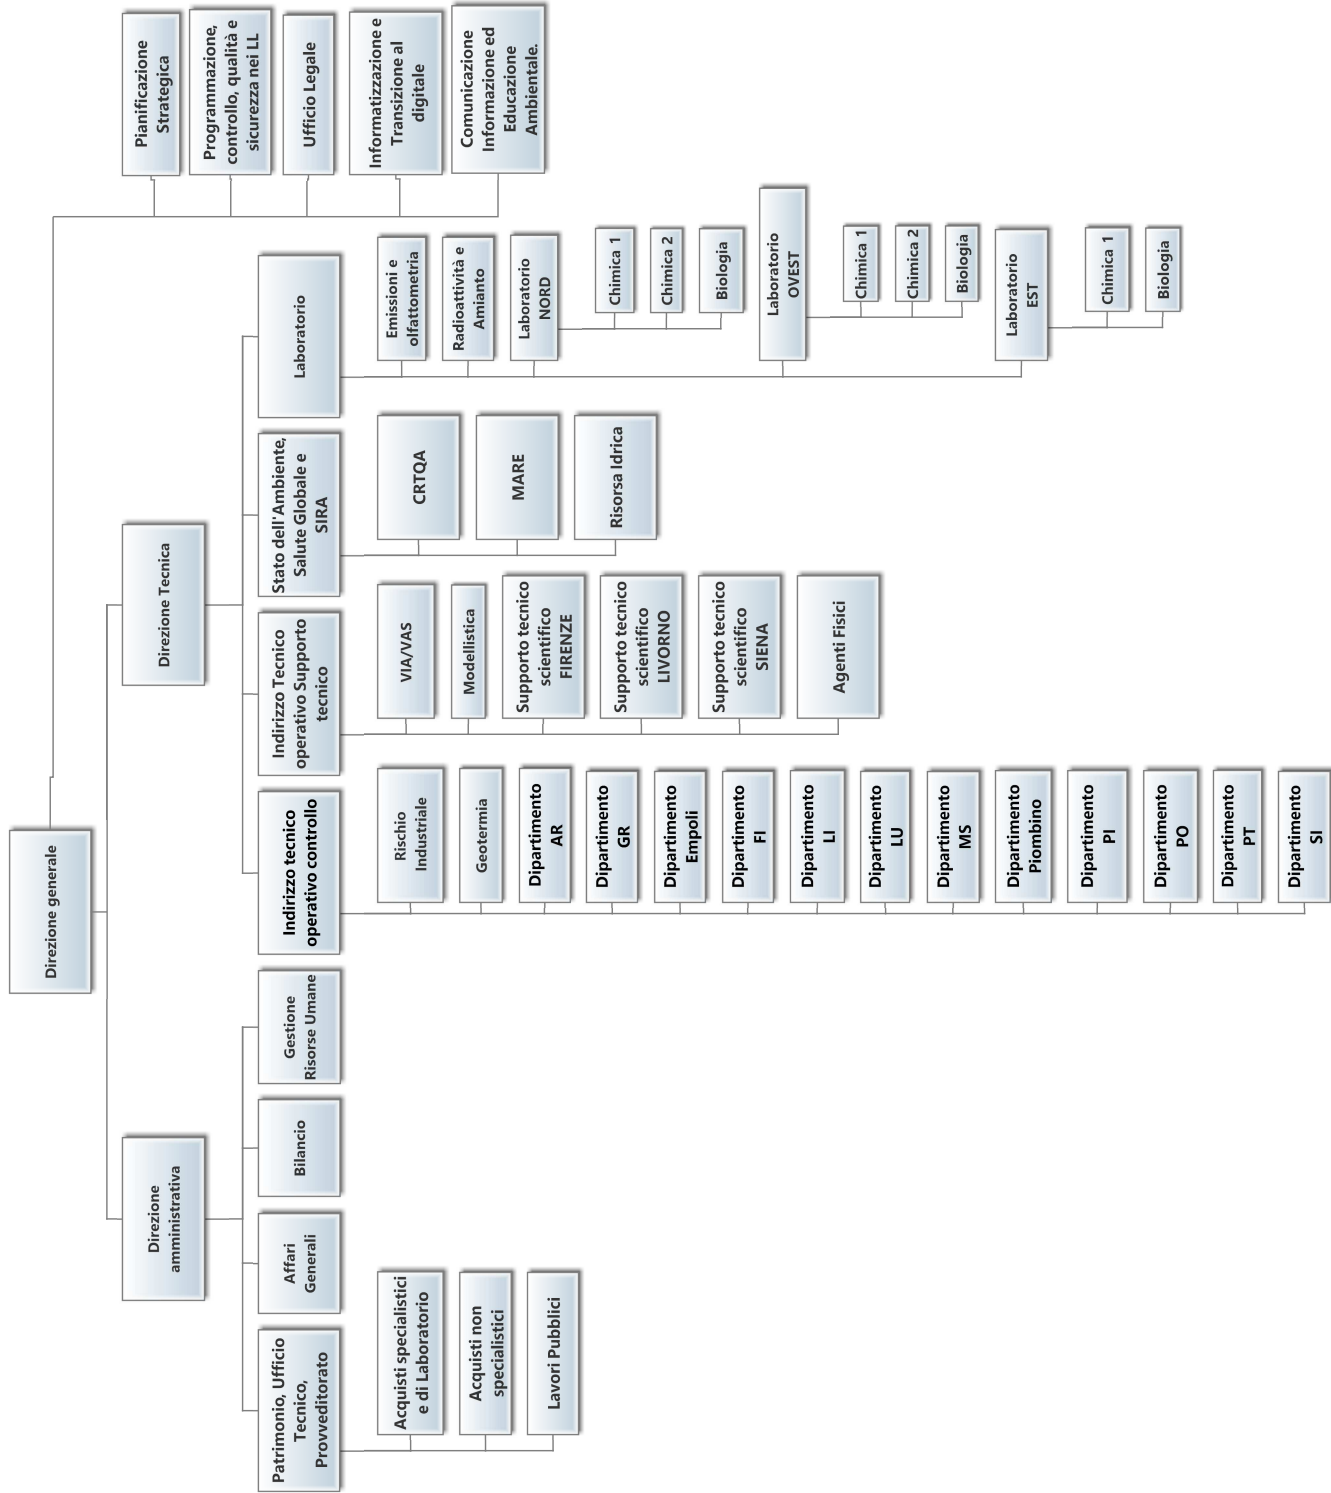 Direzione generale
Direzione
amministrativa
Patrimonio, Ufficio
Tecnico,
Provveditorato
Acquisti specialistici
e di Laboratorio
Acquisti non
specialistici
Lavori Pubblici
Affari
Generali
Bilancio
Gestione
Risorse Umane
Direzione Tecnica
Indirizzo tecnico
operativo controllo
Rischio
Industriale
Geotermia
Dipartimento
AR
Dipartimento
GR
Dipartimento
Empoli
Dipartimento
FI
Dipartimento
LI
Dipartimento
LU
Dipartimento
MS
Dipartimento
Piombino
Dipartimento
PI
Dipartimento
PO
Dipartimento
PT
Dipartimento
SI
Indirizzo Tecnico
operativo Supporto
tecnico
VIA/VAS
Modellistica
Supporto tecnico
scientifico
FIRENZE
Supporto tecnico
scientifico
LIVORNO
Supporto tecnico
scientifico
SIENA
Agenti Fisici
Stato dell'Ambiente,
Salute Globale e
SIRA
CRTQA
MARE
Risorsa Idrica
Laboratorio
Emissioni e
olfattometria
Radioattività e
Amianto
Laboratorio
NORD
Chimica 1
Chimica 2
Biologia
Laboratorio
OVEST
Chimica 1
Chimica 2
Biologia
Laboratorio
EST
Chimica 1
Biologia
Pianificazione
Strategica
Programmazione,
controllo, qualità e
sicurezza nei LL
Ufficio Legale
Informatizzazione e
Transizione al
digitale
Comunicazione
Informazione ed
Educazione
Ambientale.